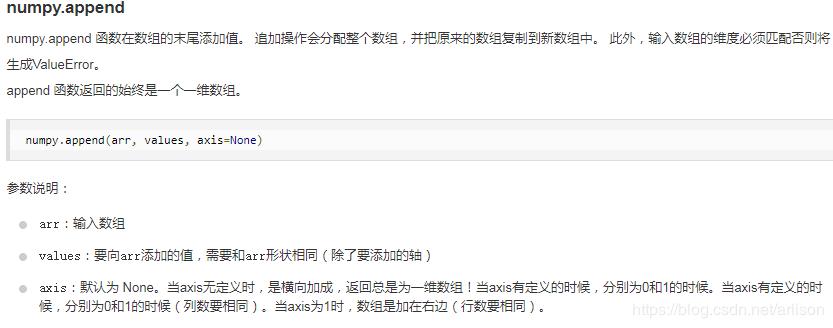 numpy.append
numpy.append 函数在数组的末尾添加值。 追加操作会分配整个数组，并把原来的数组复制到新数组中。 此外，输入数组的维度必须匹配否则将
生成ValueError。
append 函数返回的始终是一个一维数组。
numpy.append(arr, values, axis=None)
参数说明：
arr：输入数组
values：要向arr添加的值，需要和arr形状相同（除了要添加的轴）
axis：默认为 None。当axis无定义时，是横向加成，返回总是为一维数组！当axis有定义的时候，分别为0和1的时候。当axis有定义的时
候，分别为0和1的时候（列数要相同）。当axis为1时，数组是加在右边（行数要相同）。
https://blog.csdn.net/arlison